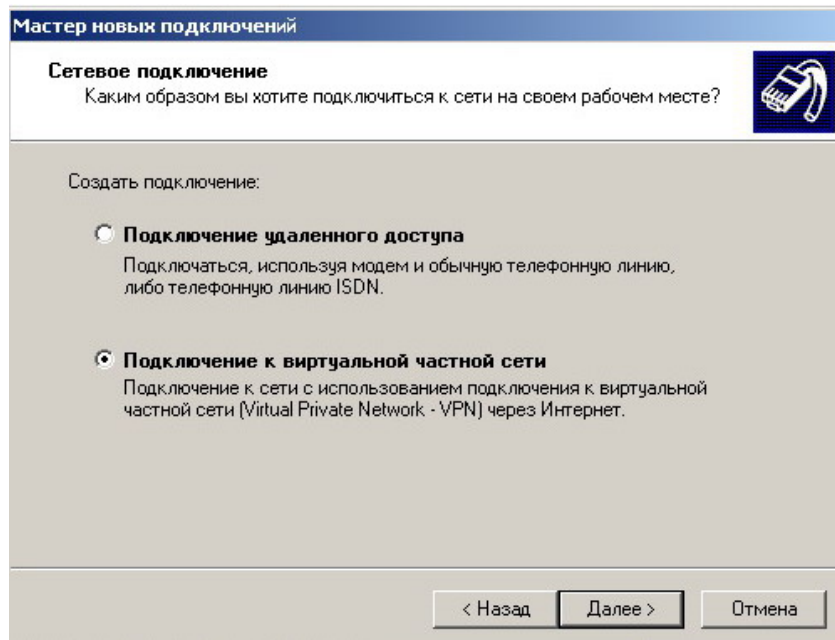 Мастер новых подключений
Сетевое подключение
Каким образом вы хотите подключиться к сети на своем рабочем месте?
Создать подключение:
Подключение удаленного доступа
Подключаться, используя модем и обычную телефонную линию,
либо телефонную линию ISDN.
Подключение к виртуальной частной сети
Подключение к сети с использованием подключения к виртуальной
частной сети (Virtual Private Network - VPN) через Интернет.
< Назад
Далее >
Отмена